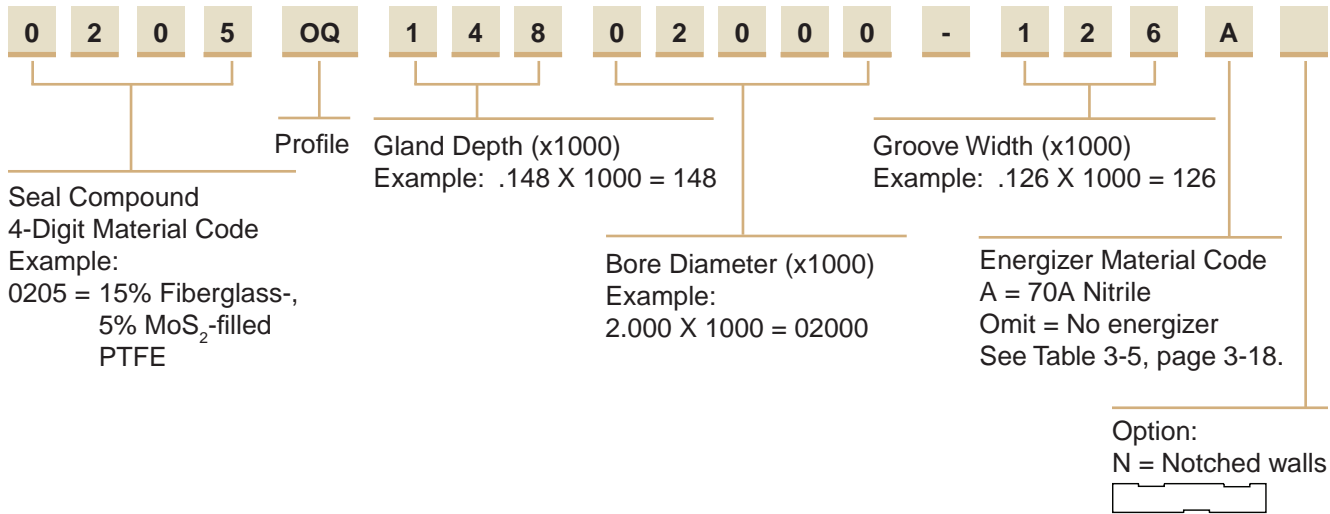 0 2 0 5 OQ 1 4 8 0 2 0 0 0 - 1 2 6 A
Profile
Gland Depth (x1000)
Example: .148 X 1000 = 148
Groove Width (x1000)
Example: .126 X 1000 = 126
Seal Compound
4-Digit Material Code
Example:
0205 = 15% Fiberglass-,
5% MoS2-filled
PTFE
Bore Diameter (x1000)
Example:
2.000 X 1000 = 02000
Energizer Material Code
A = 70A Nitrile
Omit = No energizer
See Table 3-5, page 3-18.
Option:
N = Notched walls